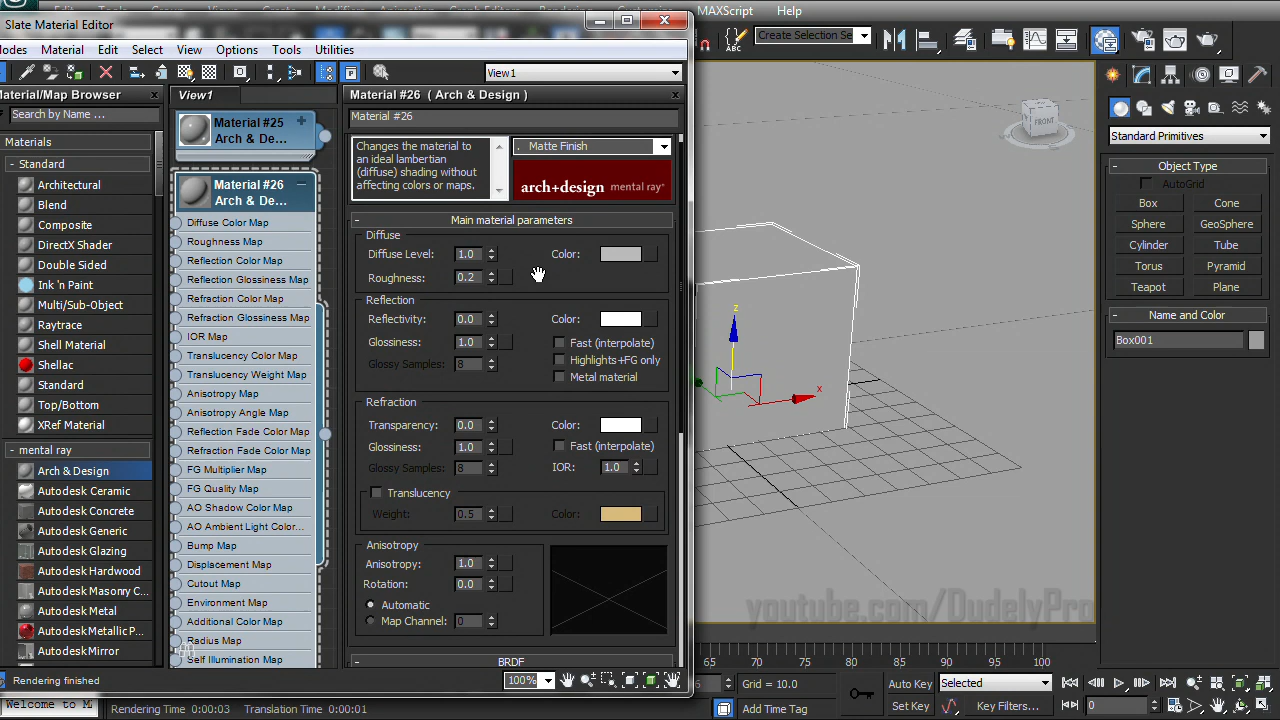 Slate Material Editor
MAXScript Help
odes Material Edit Select View Options Tools Utilities
Create Selection Se
View1
Material/Map Browser
Search by Name ...
Materials
- Standard
Architectural
Blend
Composite
DirectX Shader
Double Sided
Ink 'n Paint
Multi/Sub-Object
Raytrace
Shell Material
Shellac
Standard
Top/Bottom
XRef Material
- mental ray
Arch & Design
Autodesk Ceramic
Autodesk Concrete
Autodesk Generic
Autodesk Glazing
Autodesk Hardwood
Autodesk Masonry C...
Autodesk Metal
Autodesk Metallic P...
Autodesk Mirror
View1
Material #25
Arch & De...
Material #26
Arch & De...
Diffuse Color Map
Roughness Map
Reflection Color Map
Reflection Glossiness Map
Refraction Color Map
Refraction Glossiness Map
IOR Map
Translucency Color Map
Translucency Weight Map
Anisotropy Map
Anisotropy Angle Map
Reflection Fade Color Map
Refraction Fade Color Map
FG Multiplier Map
FG Quality Map
AO Shadow Color Map
AO Ambient Light Color...
Bump Map
Displacement Map
Cutout Map
Environment Map
Additional Color Map
Radius Map
Self Illumination Map
Material #26 ( Arch & Design )
Material #26
Changes the material to
an ideal lambertian
(diffuse) shading without
affecting colors or maps.
. Matte Finish
arch+design mental ray®
- Main material parameters
Diffuse
Diffuse Level: 1.0 Color:
Roughness: 0.2
Reflection
Reflectivity: 0.0 Color:
Glossiness: 1.0 Fast (interpolate)
Glossy Samples: 8 Highlights+FG only
Metal material
Refraction
Transparency: 0.0 Color:
Glossiness: 1.0 Fast (interpolate)
Glossy Samples: 8 IOR: 1.0
Translucency
Weight: 0.5 Color:
Anisotropy
Anisotropy: 1.0
Rotation: 0.0
Automatic
Map Channel: 0
- BRDF
Rendering finished
100%
FRONT
z
x
youtube.com/DudelyPro
Standard Primitives
- Object Type
AutoGrid
Box Cone
Sphere GeoSphere
Cylinder Tube
Torus Pyramid
Teapot Plane
- Name and Color
Box001
65 70 75 80 85 90 95 100
Grid = 10.0
Add Time Tag
Auto Key Selected
Set Key Key Filters...
0
Welcome to M
Rendering Time 0:00:03 Translation Time 0:00:01